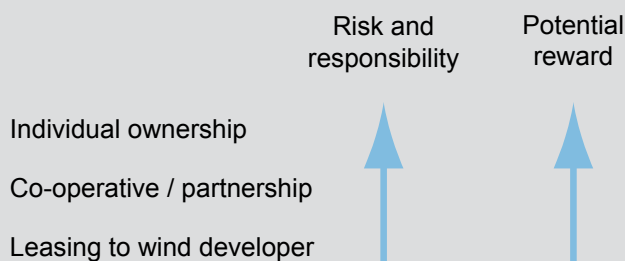 Risk and
responsibility
Potential
reward
Individual ownership
Co-operative / partnership
Leasing to wind developer